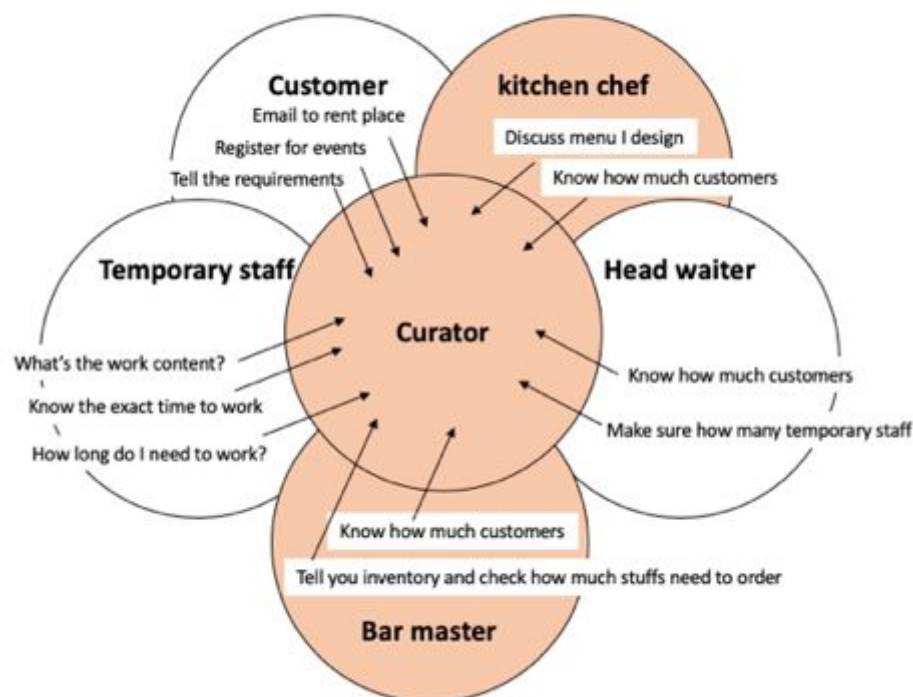 Customer
Email to rent place
Register for events
Tell the requirements
kitchen chef
Discuss menu I design
Know how much customers
Temporary staff
What's the work content?
Know the exact time to work
How long do I need to work?
Curator
Head waiter
Know how much customers
Make sure how many temporary staff
Know how much customers
Tell you inventory and check how much stuffs need to order
Bar master